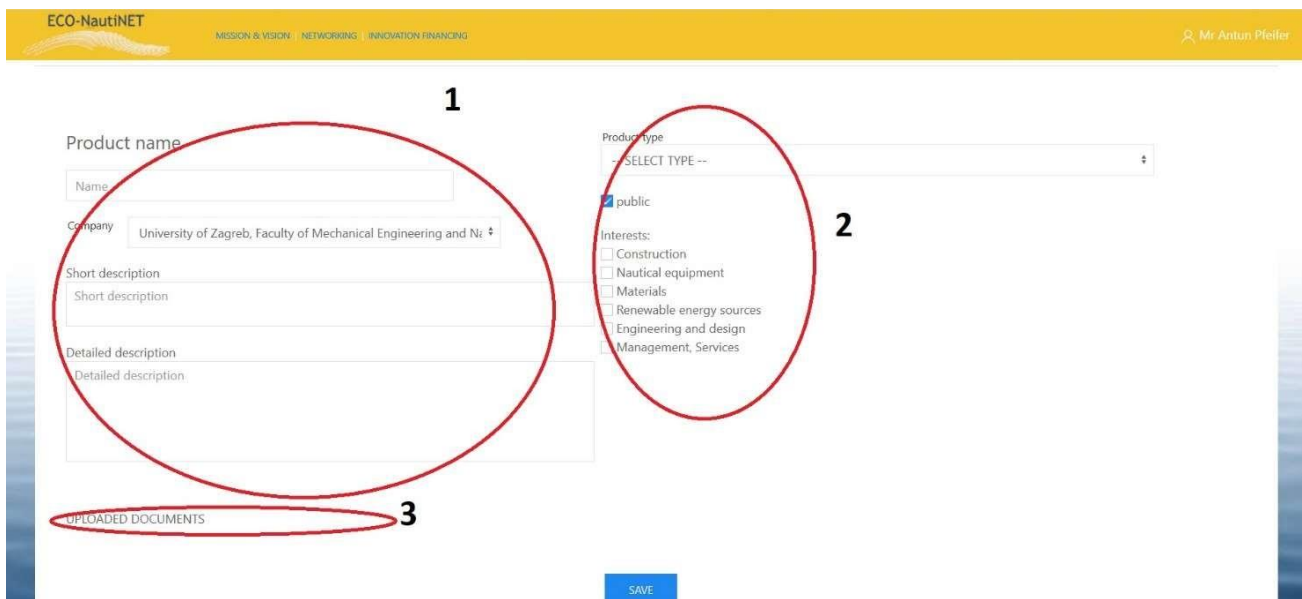 ECO-NautiNET
MISSION & VISION | NETWORKING | INNOVATION FINANCING
Mr Antun Pfeifer
1
Product name
Name
Company
University of Zagreb, Faculty of Mechanical Engineering and Na
Short description
Short description
Detailed description
Detailed description
Product type
-- SELECT TYPE --
public
2
Interests:
Construction
Nautical equipment
Materials
Renewable energy sources
Engineering and design
Management, Services
UPLOADED DOCUMENTS
3
SAVE